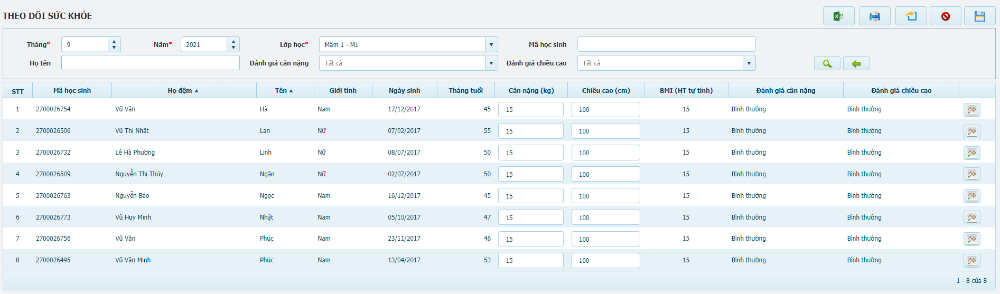 THEO DÕI SỨC KHỎE
Tháng* 9 Năm* 2021 Lớp học* Mầm 1 - M1 Mã học sinh
Họ tên Đánh giá cân nặng Tất cả Đánh giá chiều cao Tất cả
STT Mã học sinh Họ đệm Tên Giới tính Ngày sinh Tháng tuổi Cân nặng (kg) Chiều cao (cm) BMI (HT tự tính) Đánh giá cân nặng Đánh giá chiều cao
1 2700026754 Vũ Văn Hà Nam 17/12/2017 45 15 100 15 Bình thường Bình thường
2 2700026506 Vũ Thị Nhật Lan Nữ 07/02/2017 55 15 100 15 Bình thường Bình thường
3 2700026732 Lê Hà Phương Linh Nữ 08/07/2017 50 15 100 15 Bình thường Bình thường
4 2700026509 Nguyễn Thị Thúy Ngân Nữ 02/07/2017 50 15 100 15 Bình thường Bình thường
5 2700026763 Nguyễn Bảo Ngọc Nam 16/12/2017 45 15 100 15 Bình thường Bình thường
6 2700026773 Vũ Huy Minh Nhật Nam 05/10/2017 47 15 100 15 Bình thường Bình thường
7 2700026756 Vũ Văn Phúc Nam 23/11/2017 46 15 100 15 Bình thường Bình thường
8 2700026495 Vũ Văn Minh Phúc Nam 13/04/2017 53 15 100 15 Bình thường Bình thường
1 - 8 của 8